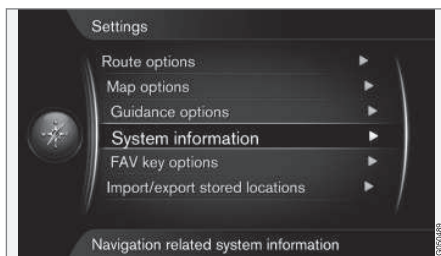 Settings
Route options
Map options
Guidance options
System information
FAV key options
Import/export stored locations
Navigation related system information
G050489